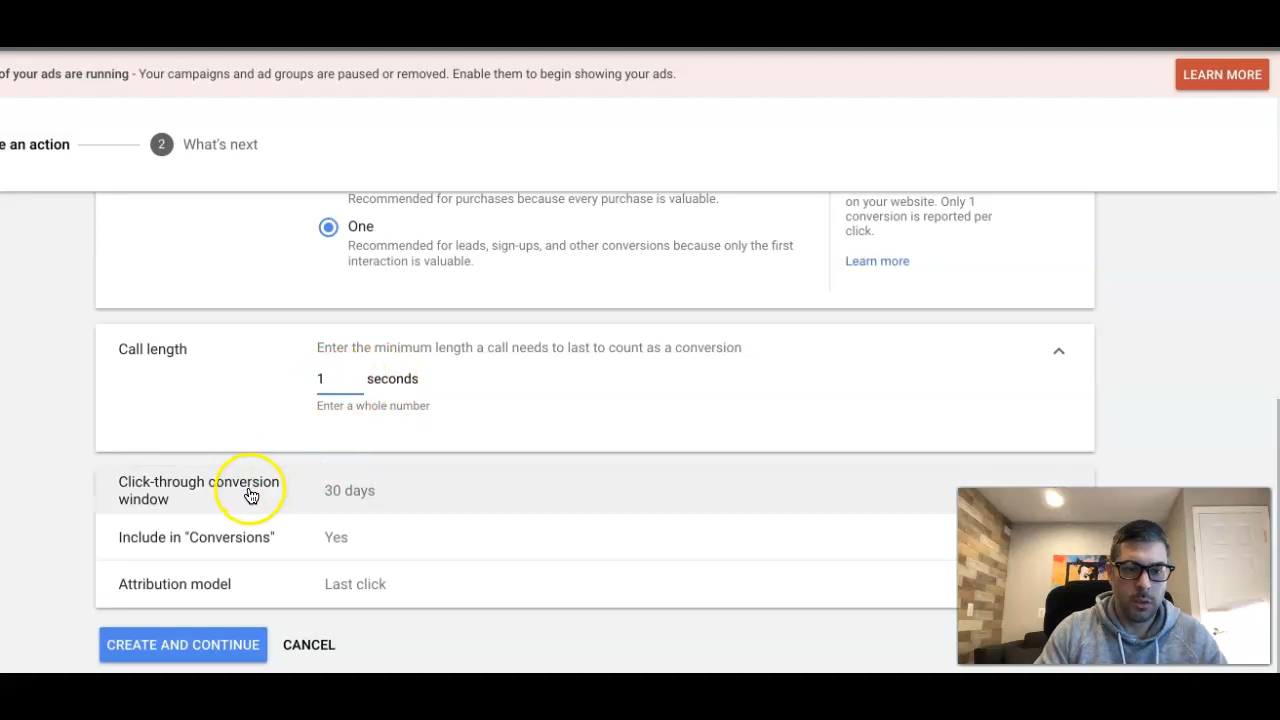 of your ads are running - Your campaigns and ad groups are paused or removed. Enable them to begin showing your ads.
LEARN MORE
e an action
2
What's next
Recommended for purchases because every purchase is valuable.
One
Recommended for leads, sign-ups, and other conversions because only the first
interaction is valuable.
on your website. Only 1
conversion is reported per
click.
Learn more
Call length
Enter the minimum length a call needs to last to count as a conversion
1 seconds
Enter a whole number
Click-through conversion
window
30 days
Include in "Conversions"
Yes
Attribution model
Last click
CREATE AND CONTINUE
CANCEL